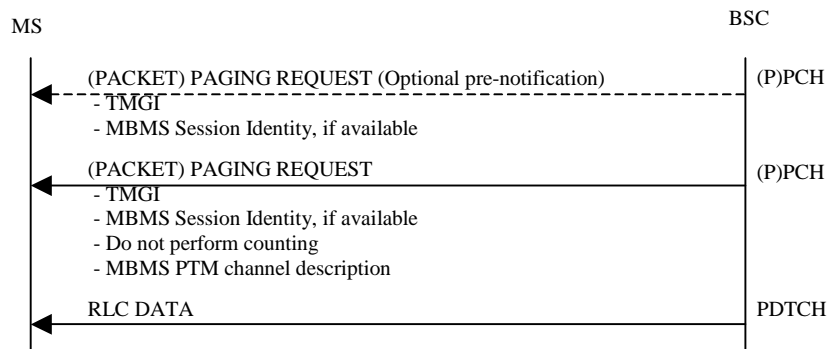 MS
BSC
(PACKET) PAGING REQUEST (Optional pre-notification)
(P)PCH
- TMGI
- MBMS Session Identity, if available
(PACKET) PAGING REQUEST
(P)PCH
- TMGI
- MBMS Session Identity, if available
- Do not perform counting
- MBMS PTM channel description
RLC DATA
PDTCH